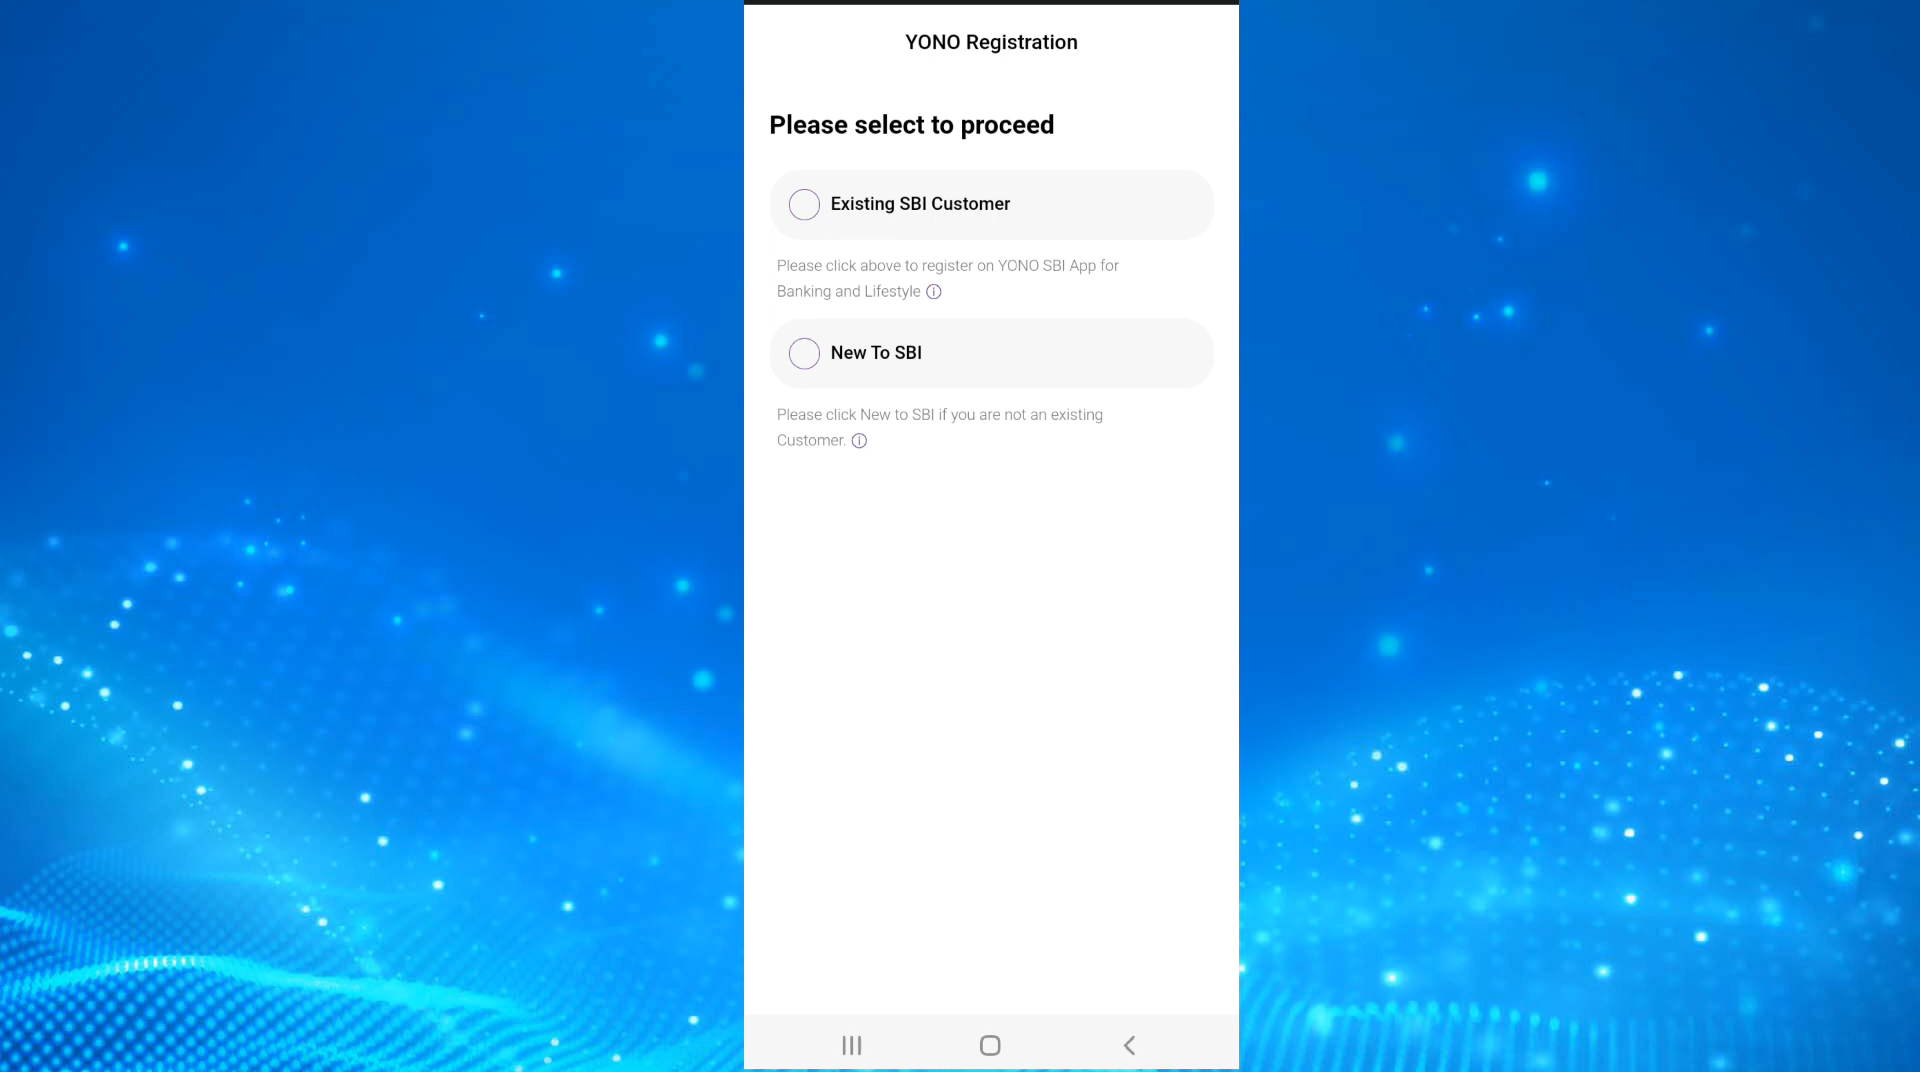 YONO Registration
Please select to proceed
Existing SBI Customer
Please click above to register on YONO SBI App for
Banking and Lifestyle
New To SBI
Please click New to SBI if you are not an existing
Customer.